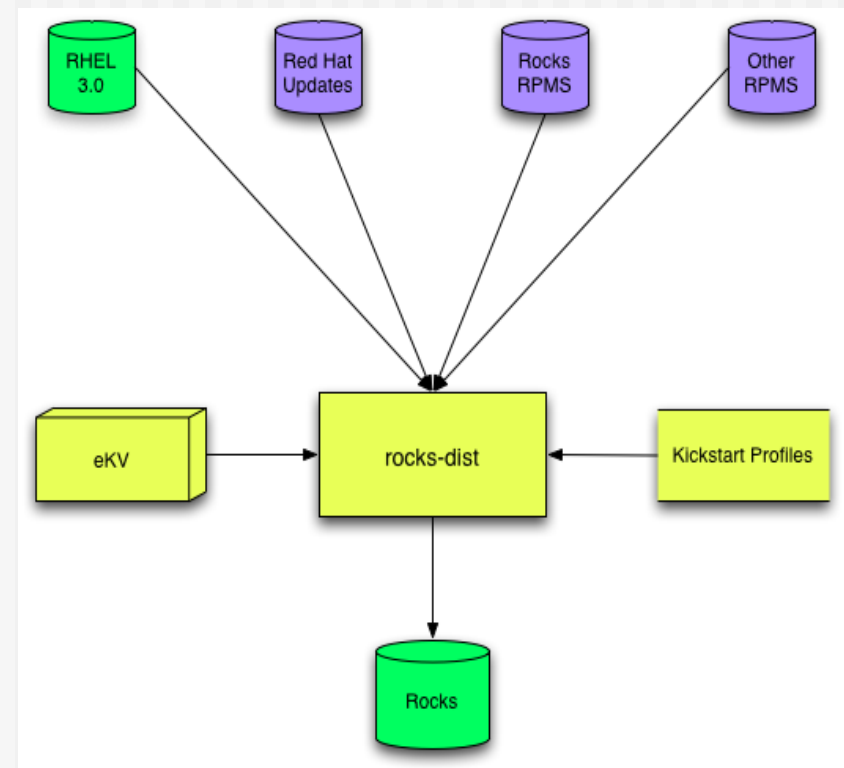 RHEL
3.0
Red Hat
Updates
Rocks
RPMS
Other
RPMS
eKV
rocks-dist
Kickstart Profiles
Rocks